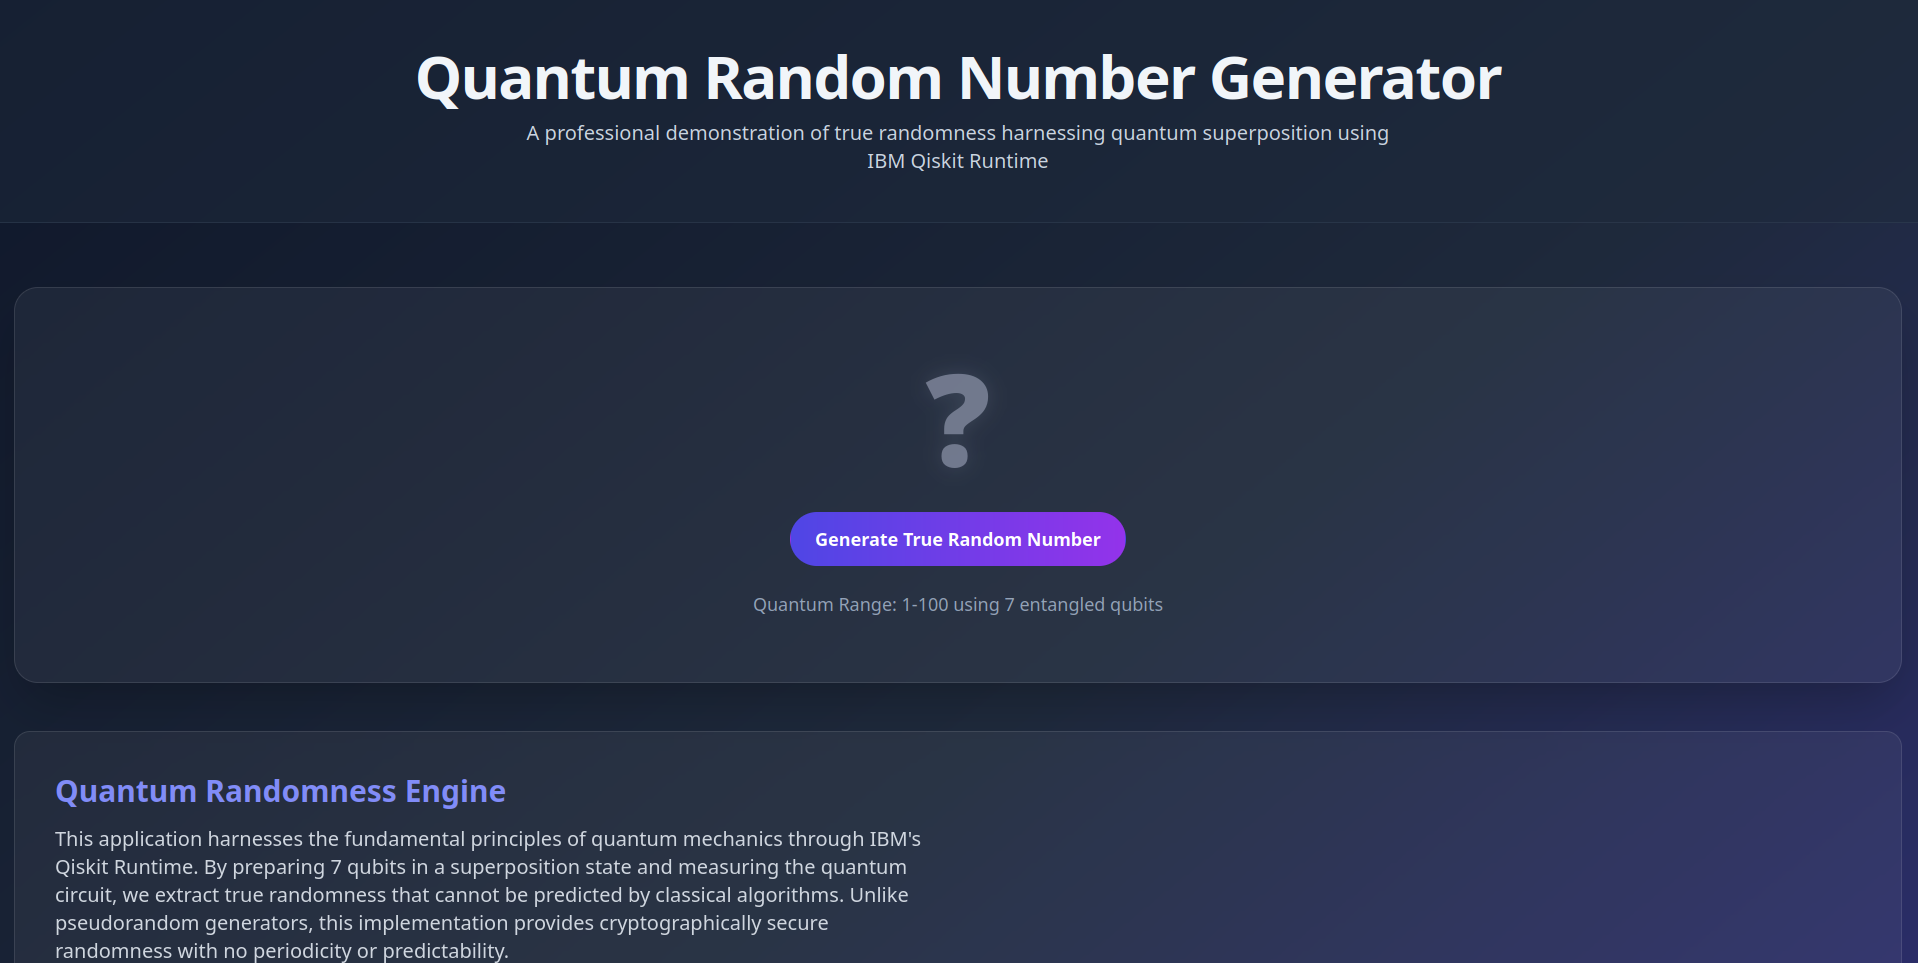 Quantum Random Number Generator
A professional demonstration of true randomness harnessing quantum superposition using
IBM Qiskit Runtime
?
Generate True Random Number
Quantum Range: 1-100 using 7 entangled qubits
Quantum Randomness Engine
This application harnesses the fundamental principles of quantum mechanics through IBM's
Qiskit Runtime. By preparing 7 qubits in a superposition state and measuring the quantum
circuit, we extract true randomness that cannot be predicted by classical algorithms. Unlike
pseudorandom generators, this implementation provides cryptographically secure
randomness with no periodicity or predictability.